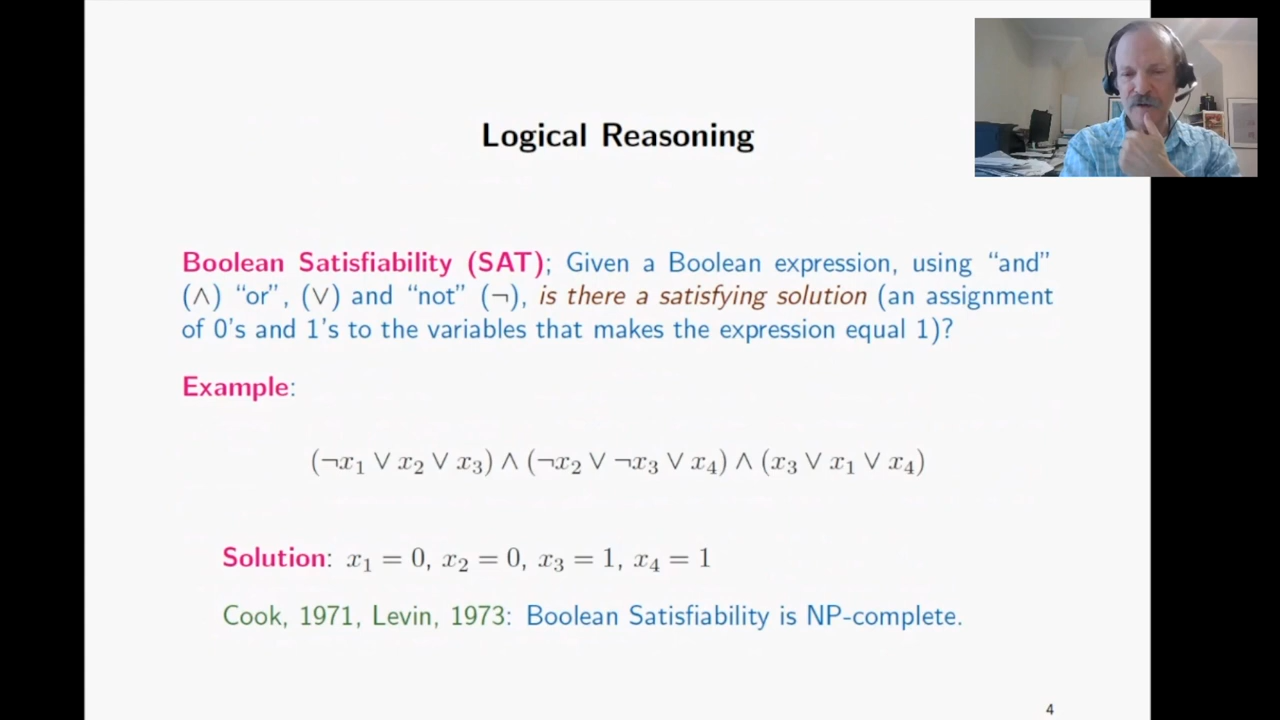 Logical Reasoning
Boolean Satisfiability (SAT); Given a Boolean expression, using “and”
(∧) “or”, (∨) and “not” (¬), is there a satisfying solution (an assignment
of 0’s and 1’s to the variables that makes the expression equal 1)?
Example:
(¬x₁ ∨ x₂ ∨ x₃) ∧ (¬x₂ ∨ ¬x₃ ∨ x₄) ∧ (x₃ ∨ x₁ ∨ x₄)
Solution: x₁ = 0, x₂ = 0, x₃ = 1, x₄ = 1
Cook, 1971, Levin, 1973: Boolean Satisfiability is NP-complete.
4